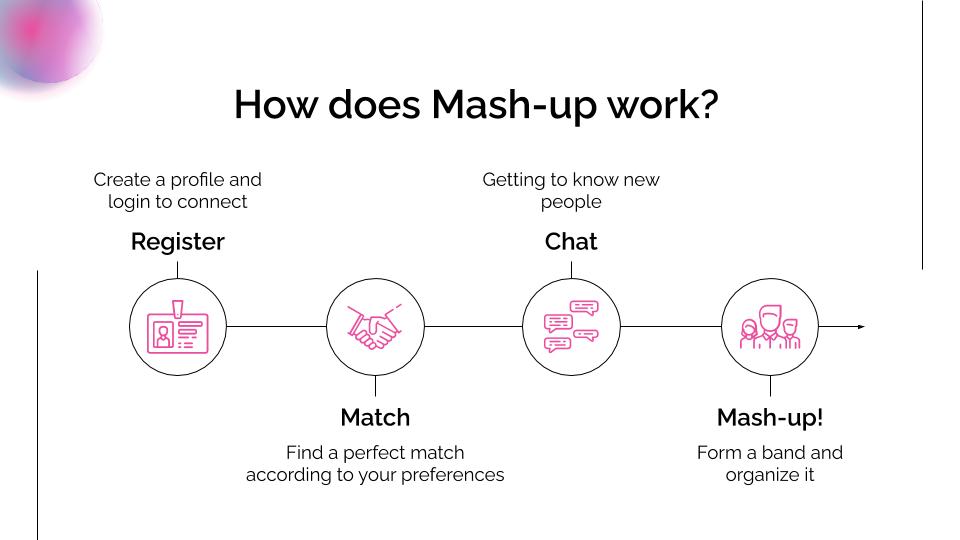 How does Mash-up work?
Create a profile and
login to connect
Register
Match
Find a perfect match
according to your preferences
Getting to know new
people
Chat
Mash-up!
Form a band and
organize it